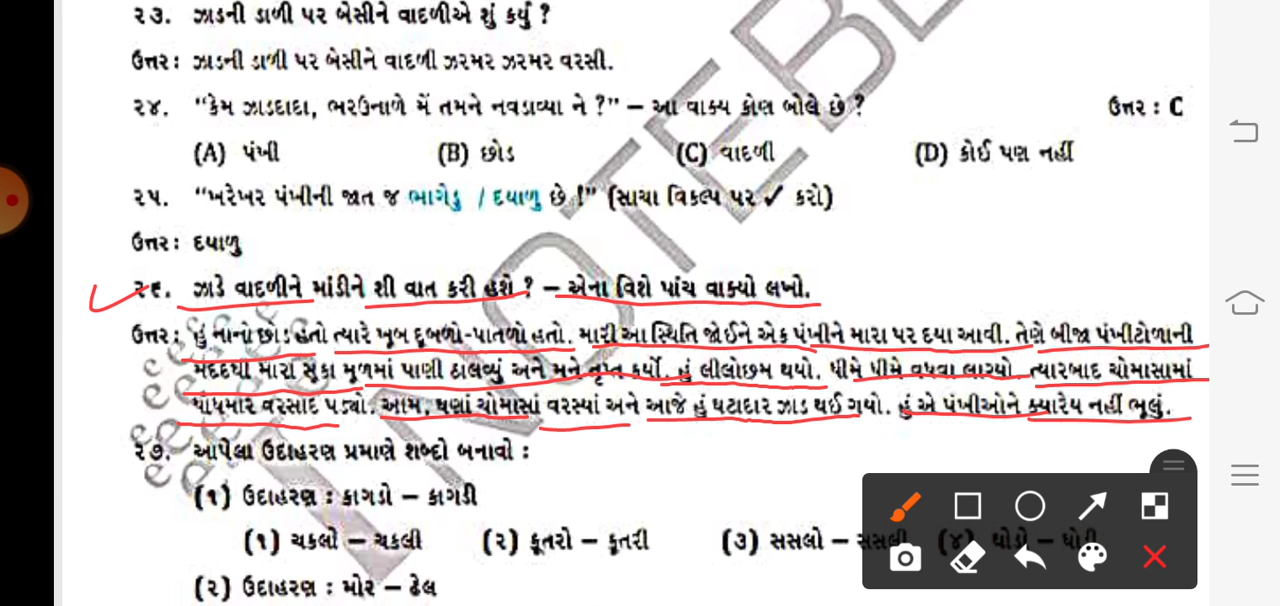 ૨૩. ઝાડની ડાળી પર બેસીને વાદળીએ શું કર્યું ?
ઉત્તર : ઝાડની ડાળી પર બેસીને વાદળી ઝરમર ઝરમર વરસી.
૨૪. “કેમ ઝાડદાદા, ભરઉનાળે મેં તમને નવડાવ્યા ને ?” – આ વાક્ય કોણ બોલે છે ? ઉત્તર : C
(A) પંખી (B) છોડ (C) વાદળી (D) કોઈ પણ નહીં
૨૫. “ખરેખર પંખીની જાત જ ભાગેડુ / દયાળુ છે !” (સાચા વિકલ્પ પર ✓ કરો)
ઉત્તર : દયાળુ
૨૬. ઝાડે વાદળીને માંડીને શી વાત કરી હશે ? – એના વિશે પાંચ વાક્યો લખો.
ઉત્તર : હું નાનો છોડ હતો ત્યારે ખૂબ દૂબળો-પાતળો હતો. મારી આ સ્થિતિ જોઈને એક પંખીને મારા પર દયા આવી. તેણે બીજા પંખીટોળાની
મદદથી મારા સૂકા મૂળમાં પાણી ઠાલવ્યું અને મને તૃપ્ત કર્યો. હું લીલોછમ થયો. ધીમે ધીમે વધવા લાગ્યો. ત્યારબાદ ચોમાસામાં
ધોધમાર વરસાદ પડ્યો. આમ, ઘણાં ચોમાસાં વરસ્યાં અને આજે હું ઘટાદાર ઝાડ થઈ ગયો. હું એ પંખીઓને ક્યારેય નહીં ભૂલું.
૨૭. આપેલા ઉદાહરણ પ્રમાણે શબ્દો બનાવો :
(૧) ઉદાહરણ : કાગડો – કાગડી
(૧) ચકલો – ચકલી (૨) કૂતરો – કૂતરી (૩) સસલો – સસલી (૪) ઘોડો – ઘોડી
(૨) ઉદાહરણ : મોર – ઢેલ